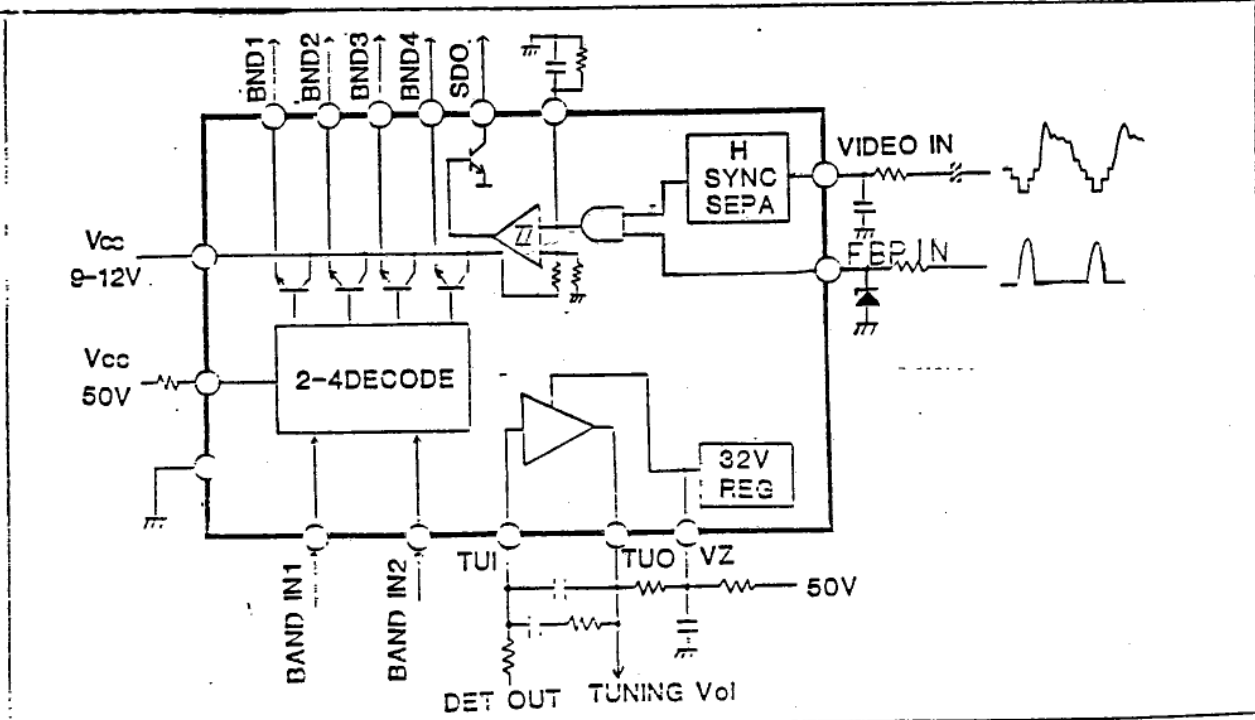 BND1
BND2
BND3
BND4
SDO
H
SYNC
SEPA
VIDEO IN
FBP IN
Vcc
9-12V
Vcc
50V
2-4DECODE
32V
REG
TUI
TUO
VZ
BAND IN1
BAND IN2
50V
DET OUT
TUNING Vol